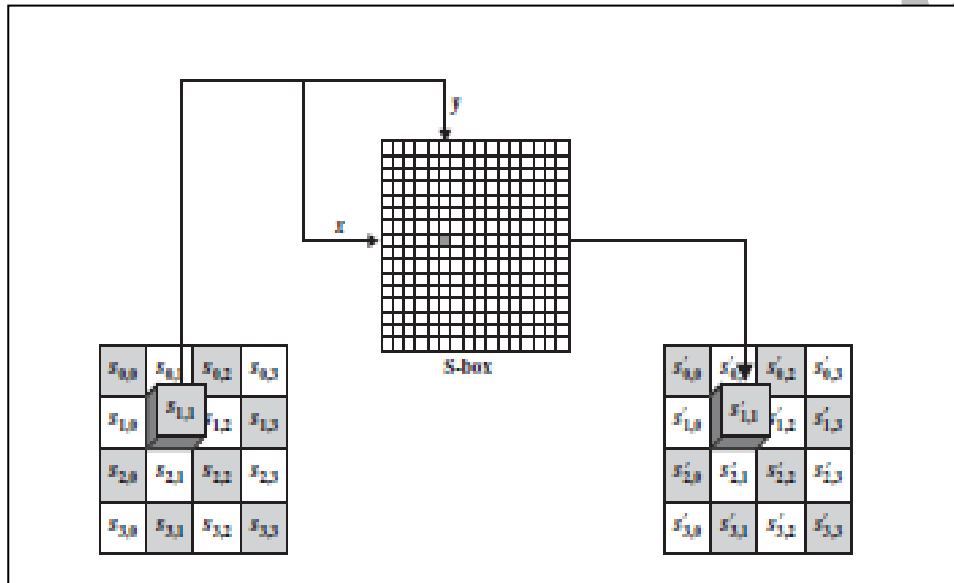 y
x
S-box
s0,0 s0,1 s0,2 s0,3
s1,0 s1,1 s1,2 s1,3
s2,0 s2,1 s2,2 s2,3
s3,0 s3,1 s3,2 s3,3
s′0,0 s′0, s′0,2 s′0,3
s′1,0 s′1,1 s′1,2 s′1,3
s′2,0 s′2,1 s′2,2 s′2,3
s′3,0 s′3,1 s′3,2 s′3,3